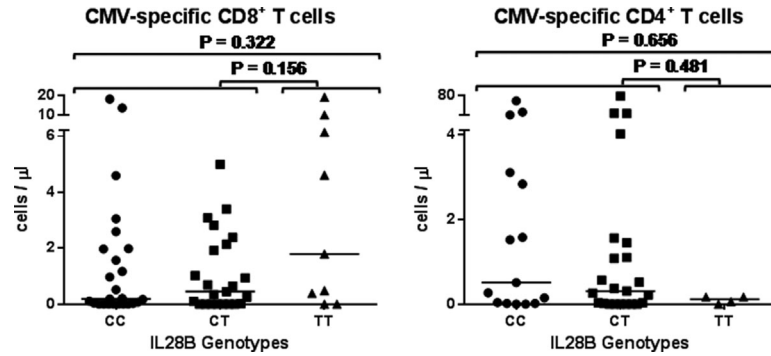 CMV-specific CD8⁺ T cells
P = 0.322
P = 0.156
20
10
6
4
2
0
cells / µl
CC CT TT
IL28B Genotypes
CMV-specific CD4⁺ T cells
P = 0.656
P = 0.481
80
4
2
0
cells / µl
CC CT TT
IL28B Genotypes